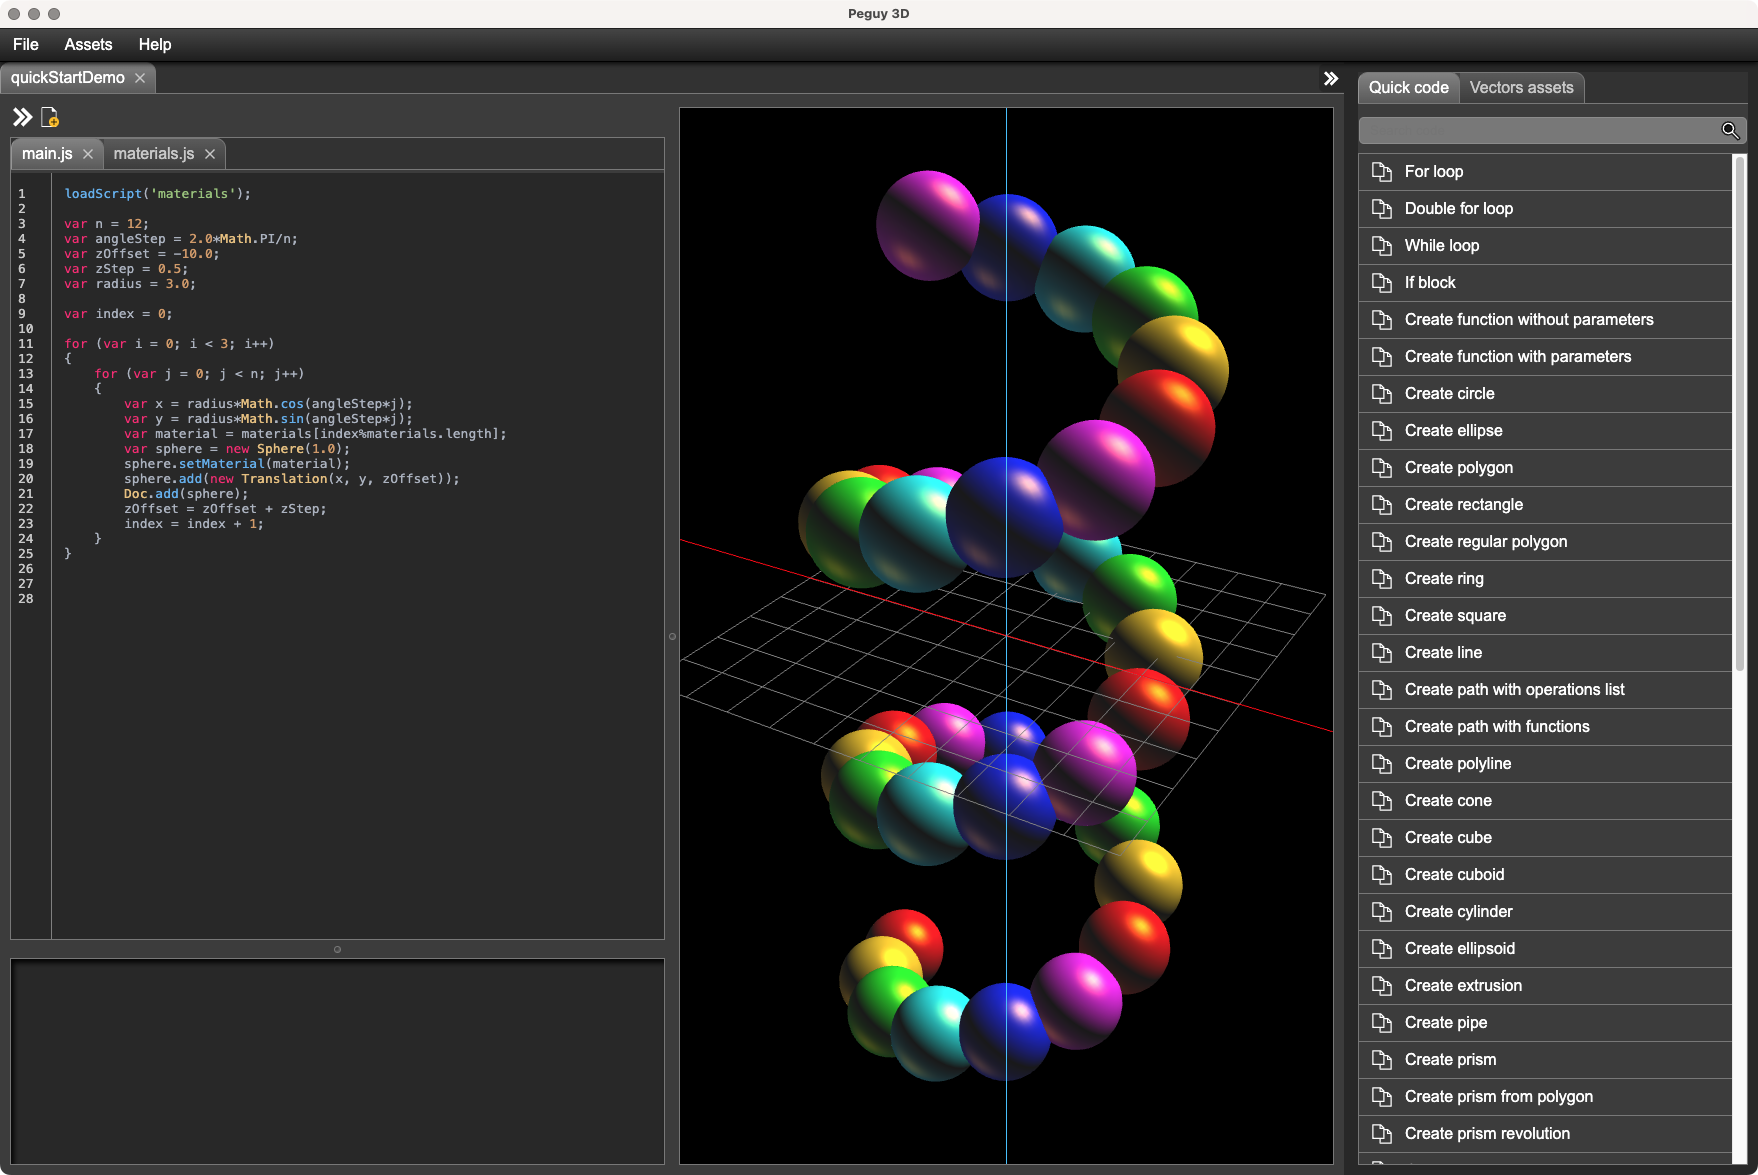 Peguy 3D
File Assets Help
quickStartDemo
main.js materials.js
1 loadScript('materials');
2
3 var n = 12;
4 var angleStep = 2.0*Math.PI/n;
5 var zOffset = -10.0;
6 var zStep = 0.5;
7 var radius = 3.0;
8
9 var index = 0;
10
11 for (var i = 0; i < 3; i++)
12 {
13     for (var j = 0; j < n; j++)
14     {
15         var x = radius*Math.cos(angleStep*j);
16         var y = radius*Math.sin(angleStep*j);
17         var material = materials[index%materials.length];
18         var sphere = new Sphere(1.0);
19         sphere.setMaterial(material);
20         sphere.add(new Translation(x, y, zOffset));
21         Doc.add(sphere);
22         zOffset = zOffset + zStep;
23         index = index + 1;
24     }
25 }
26
27
28
Quick code Vectors assets
For loop
Double for loop
While loop
If block
Create function without parameters
Create function with parameters
Create circle
Create ellipse
Create polygon
Create rectangle
Create regular polygon
Create ring
Create square
Create line
Create path with operations list
Create path with functions
Create polyline
Create cone
Create cube
Create cuboid
Create cylinder
Create ellipsoid
Create extrusion
Create pipe
Create prism
Create prism from polygon
Create prism revolution